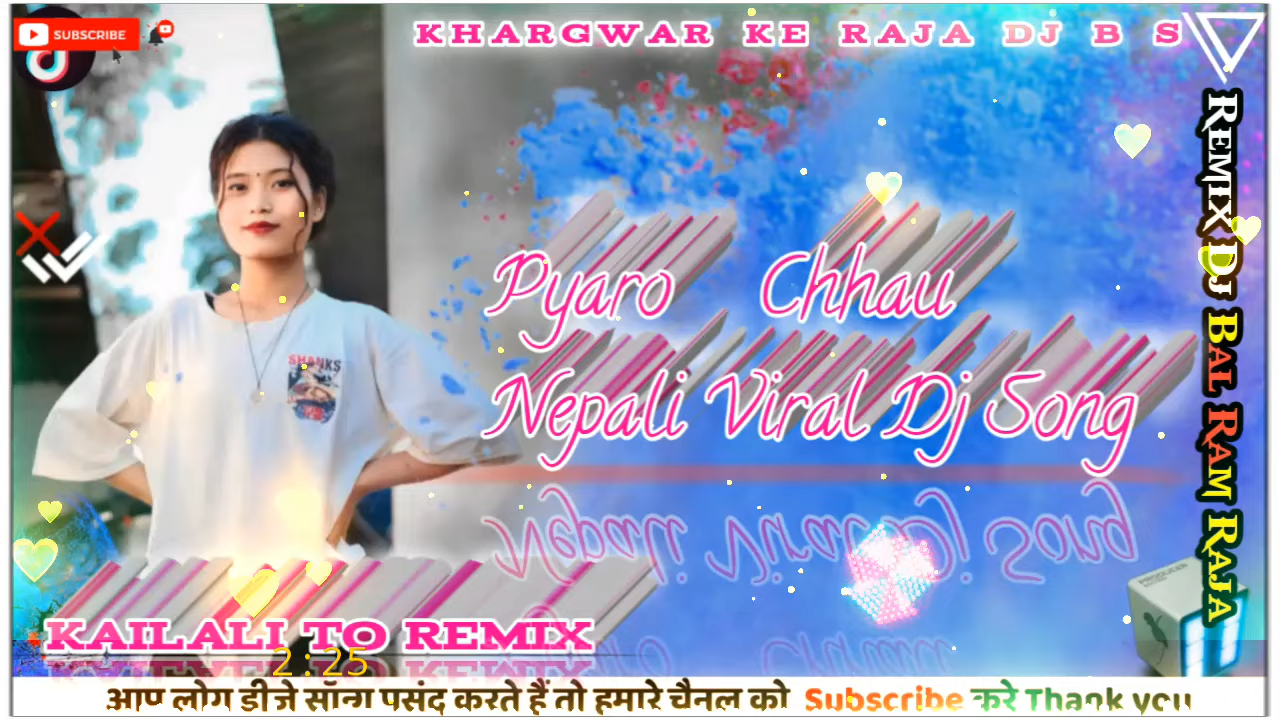 SUBSCRIBE
KHARGWAR KE RAJA DJ B S
REMIX DJ BAL RAM RAJA
SHANKS
Pyaro Chhau
Nepali Viral Dj Song
KAILALI TO REMIX
2:25
आप लोग डीजे सॉन्ग पसंद करते हैं तो हमारे चैनल को Subscribe करे Thank you